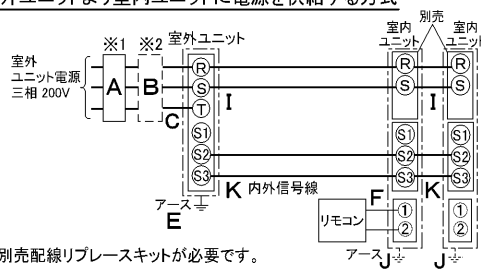 外ユニットより室内ユニットに電源を供給する方式
別売
※1
※2
室外ユニット
室内
ユニット
室内
ユニット
室外
ユニット電源
三相 200V
A
B
C
R
S
T
S1
S2
S3
I
K 内外信号線
アース
E
R
S
S1
S2
S3
F
リモコン
①
②
アース
J
I
K
R
S
S1
S2
S3
①
②
J
別売配線リプレースキットが必要です。